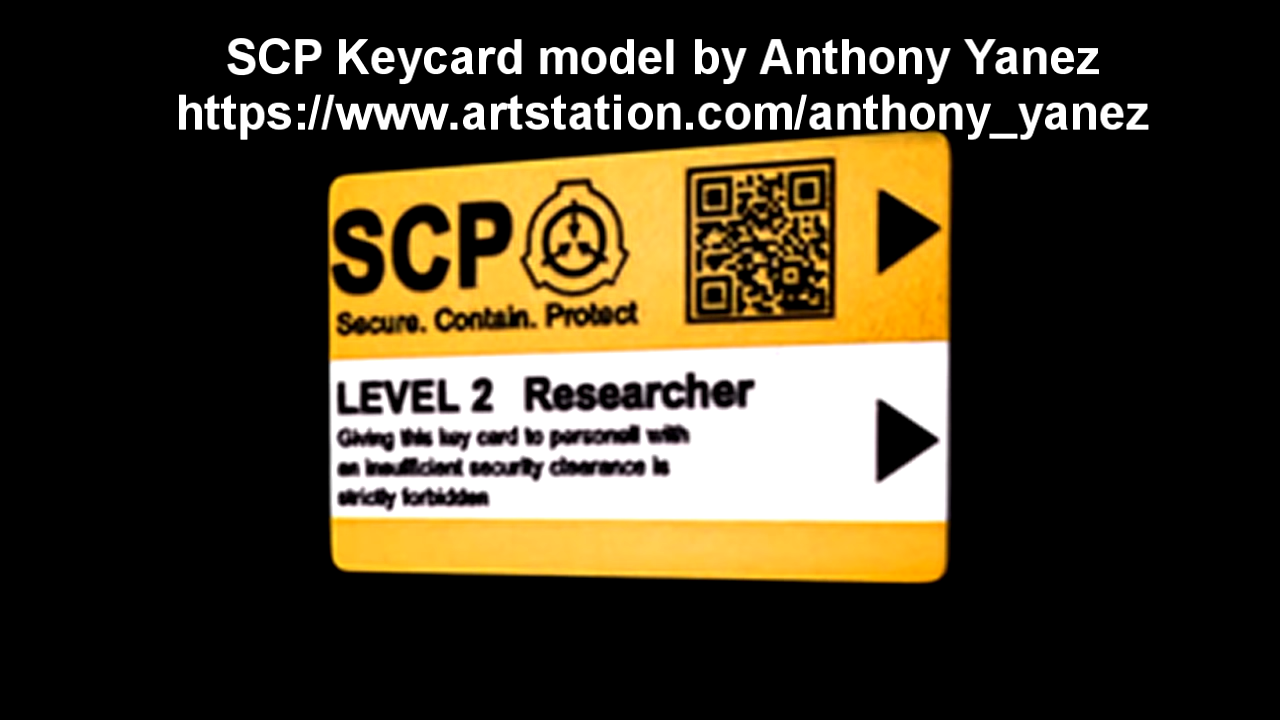 SCP Keycard model by Anthony Yanez
https://www.artstation.com/anthony_yanez
SCP
Secure. Contain. Protect
LEVEL 2 Researcher
Giving this key card to personall with
an insufficient security clearance is
strictly forbidden